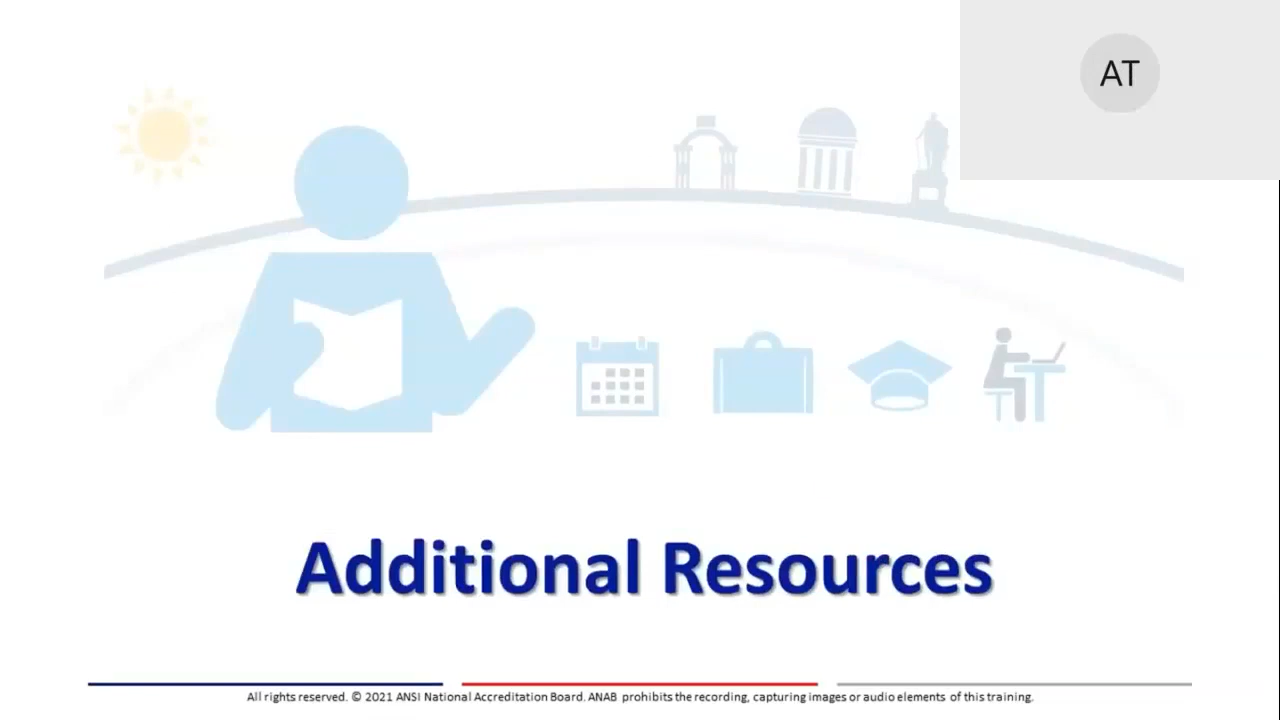 AT
Additional Resources
All rights reserved. © 2021 ANSI National Accreditation Board. ANAB prohibits the recording, capturing images or audio elements of this training.